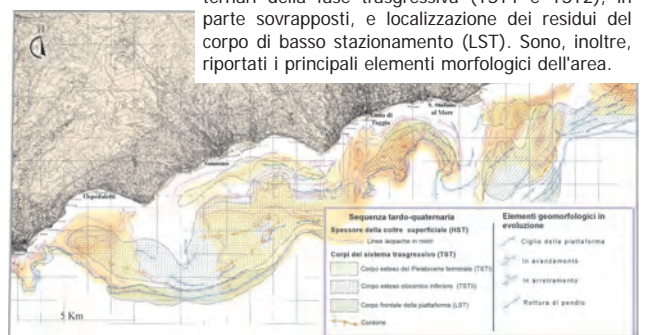 ternari della fase trasgressiva (TST1 e TST2), in
parte sovrapposti, e localizzazione dei residui del
corpo di basso stazionamento (LST). Sono, inoltre,
riportati i principali elementi morfologici dell'area.
S. Stefano
al Mare
Taggia
Ospedaletti
Sequenza tardo-quaternaria
Spessore della coltre superficiale (HST)
Linee isopache in metri
Corpi del sistema trasgressivo (TST)
Corpo esteso del Pleistocene terminale
Corpo esteso olocenico inferiore
Corpo frontale della piattaforma (LST)
Cordone
Elementi geomorfologici in
evoluzione
Ciglio della piattaforma
In avanzamento
In arretramento
Rottura di pendio
5 Km